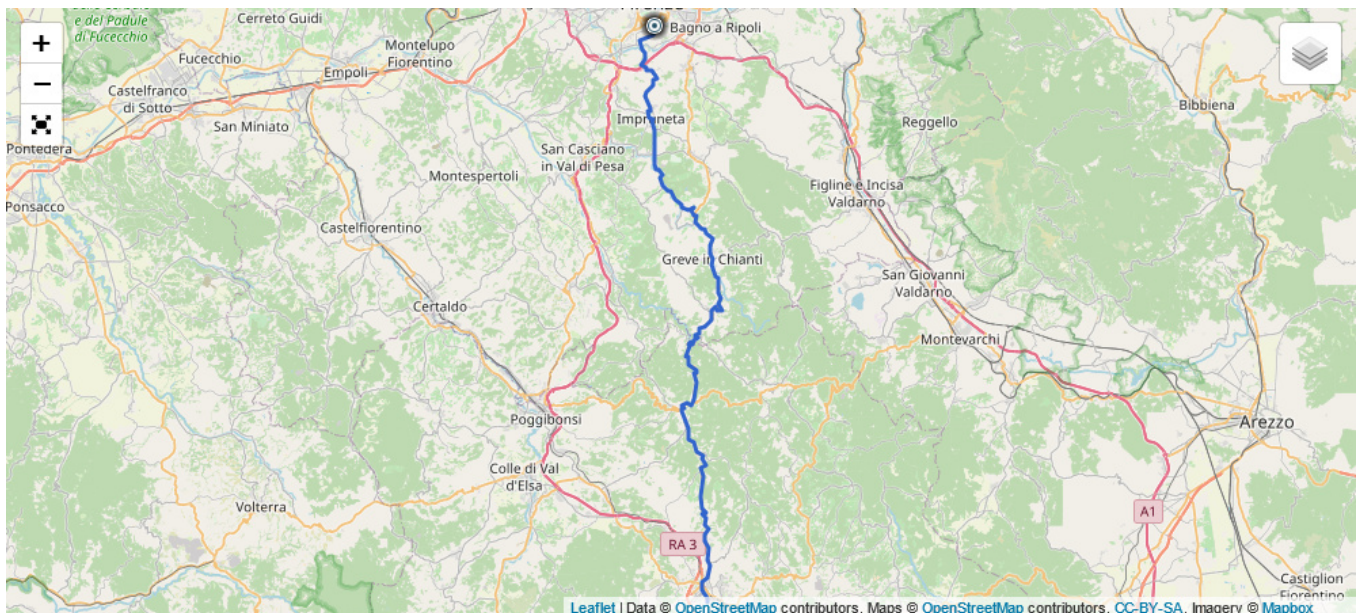 e del Padule
di Fucecchio
Cerreto Guidi
Bagno a Ripoli
+
−
Montelupo
Fiorentino
Fucecchio
Empoli
Castelfranco
di Sotto
San Miniato
Bibbiena
Impruneta
Reggello
Pontedera
San Casciano
in Val di Pesa
Montespertoli
Figline e Incisa
Valdarno
Ponsacco
Castelfiorentino
Greve in Chianti
San Giovanni
Valdarno
Certaldo
Montevarchi
Poggibonsi
Arezzo
Colle di Val
d'Elsa
Volterra
A1
RA 3
Castiglion
Fiorentino
Leaflet | Data © OpenStreetMap contributors, Maps © OpenStreetMap contributors, CC-BY-SA, Imagery © Mapbox